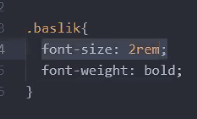 .baslik{
font-size: 2rem;
font-weight: bold;
}